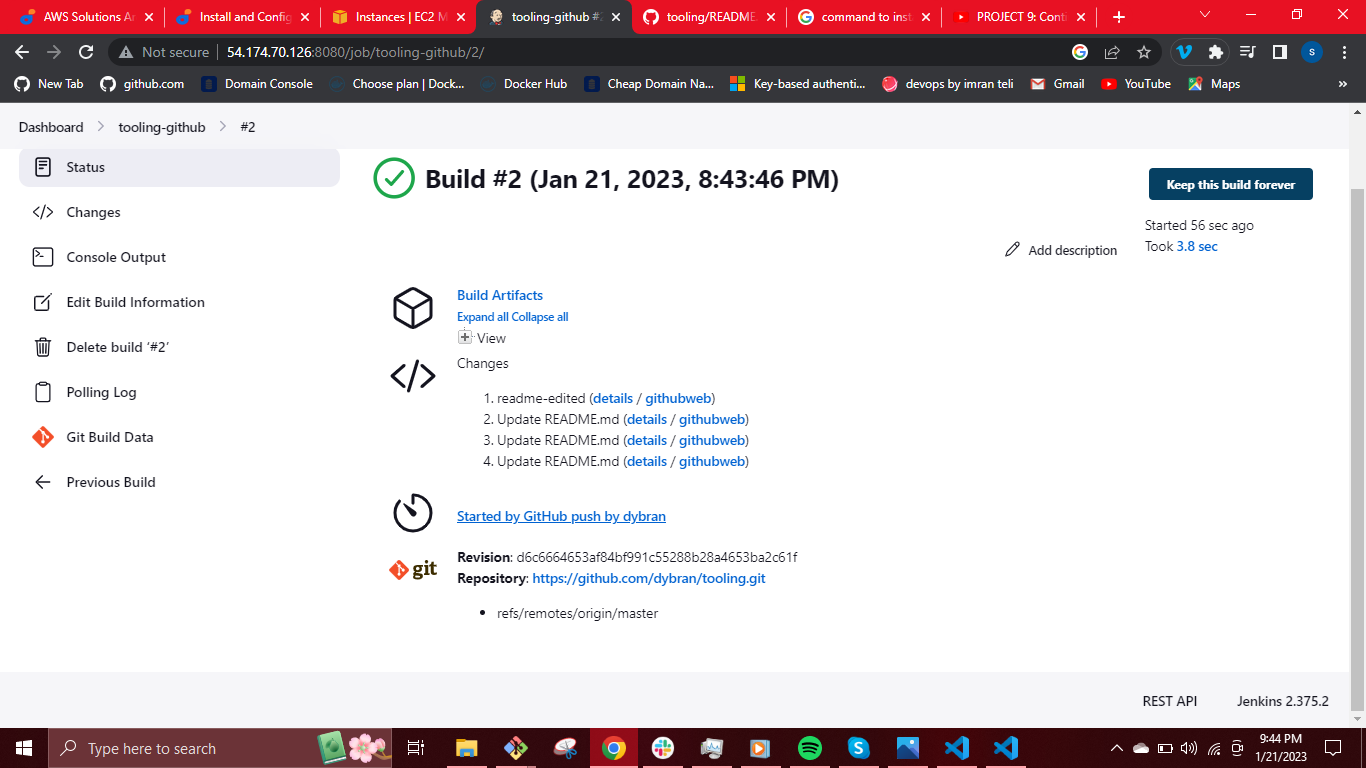 AWS Solutions Ar
Install and Config
Instances | EC2 M
tooling-github #2
tooling/README.
command to inst
PROJECT 9: Conti
Not secure
54.174.70.126:8080/job/tooling-github/2/
S
New Tab
github.com
Domain Console
Choose plan | Dock...
Docker Hub
Cheap Domain Na...
Key-based authenti...
devops by imran teli
Gmail
YouTube
Maps
»
Dashboard
tooling-github
#2
Status
Changes
Console Output
Edit Build Information
Delete build ‘#2’
Polling Log
Git Build Data
Previous Build
Build #2 (Jan 21, 2023, 8:43:46 PM)
Keep this build forever
Started 56 sec ago
Took 3.8 sec
Add description
Build Artifacts
Expand all Collapse all
View
Changes
1. readme-edited (details / githubweb)
2. Update README.md (details / githubweb)
3. Update README.md (details / githubweb)
4. Update README.md (details / githubweb)
Started by GitHub push by dybran
git
Revision: d6c6664653af84bf991c55288b28a4653ba2c61f
Repository: https://github.com/dybran/tooling.git
• refs/remotes/origin/master
REST API
Jenkins 2.375.2
Type here to search
9:44 PM
1/21/2023